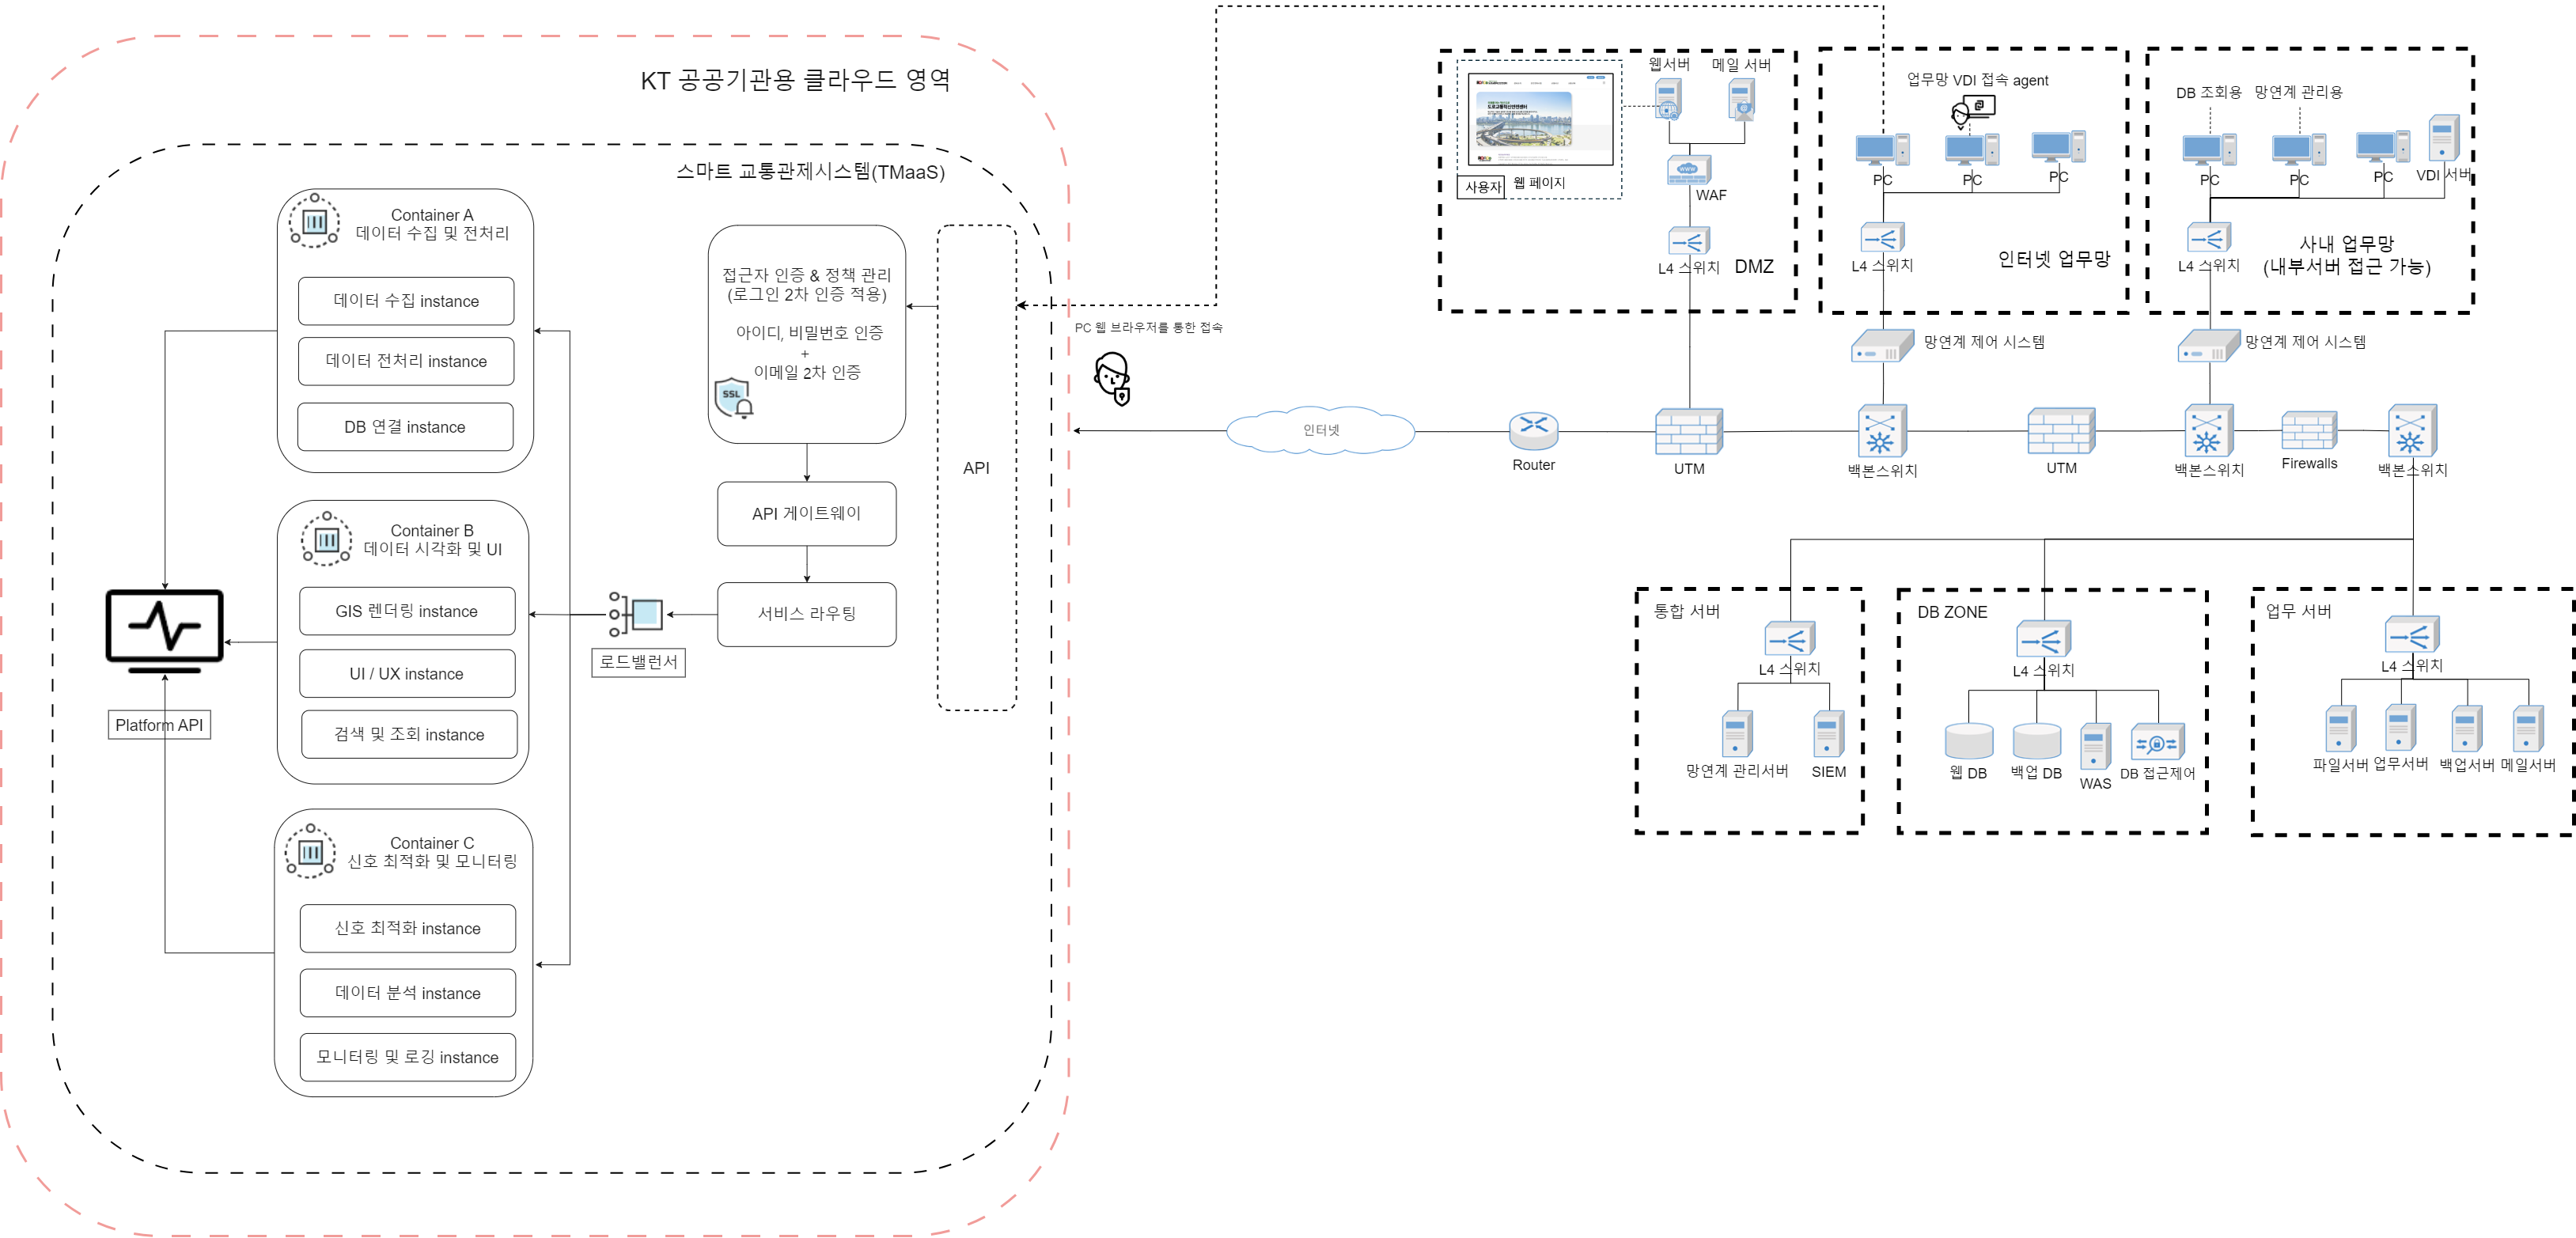 KT 공공기관용 클라우드 영역
스마트 교통관제시스템(TMaaS)
Container A
데이터 수집 및 전처리
데이터 수집 instance
데이터 전처리 instance
DB 연결 instance
Container B
데이터 시각화 및 UI
GIS 렌더링 instance
UI / UX instance
검색 및 조회 instance
Container C
신호 최적화 및 모니터링
신호 최적화 instance
데이터 분석 instance
모니터링 및 로깅 instance
Platform API
로드밸런서
접근자 인증 & 정책 관리
(로그인 2차 인증 적용)
아이디, 비밀번호 인증
+
이메일 2차 인증
SSL
API 게이트웨이
서비스 라우팅
API
PC 웹 브라우저를 통한 접속
인터넷
Router
UTM
백본스위치
UTM
백본스위치
Firewalls
백본스위치
웹서버
메일 서버
사용자
웹 페이지
WWW
WAF
L4 스위치
DMZ
업무망 VDI 접속 agent
PC
PC
PC
L4 스위치
인터넷 업무망
망연계 제어 시스템
DB 조회용
망연계 관리용
PC
PC
PC
VDI 서버
L4 스위치
사내 업무망
(내부서버 접근 가능)
망연계 제어 시스템
통합 서버
L4 스위치
망연계 관리서버
SIEM
DB ZONE
L4 스위치
웹 DB
백업 DB
WAS
DB 접근제어
업무 서버
L4 스위치
파일서버
업무서버
백업서버
메일서버